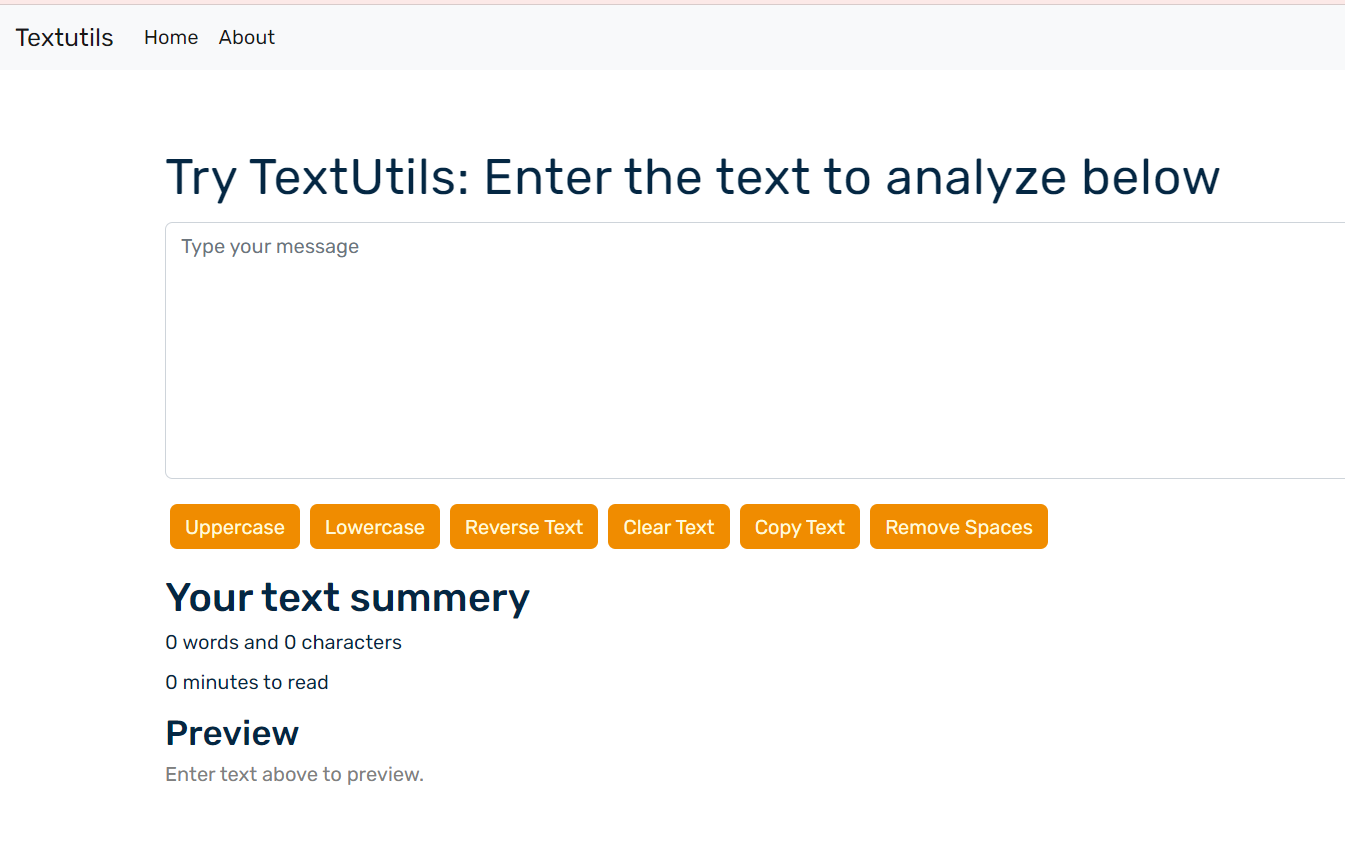 Textutils Home About
Try TextUtils: Enter the text to analyze below
Type your message
Uppercase Lowercase Reverse Text Clear Text Copy Text Remove Spaces
Your text summery
0 words and 0 characters
0 minutes to read
Preview
Enter text above to preview.